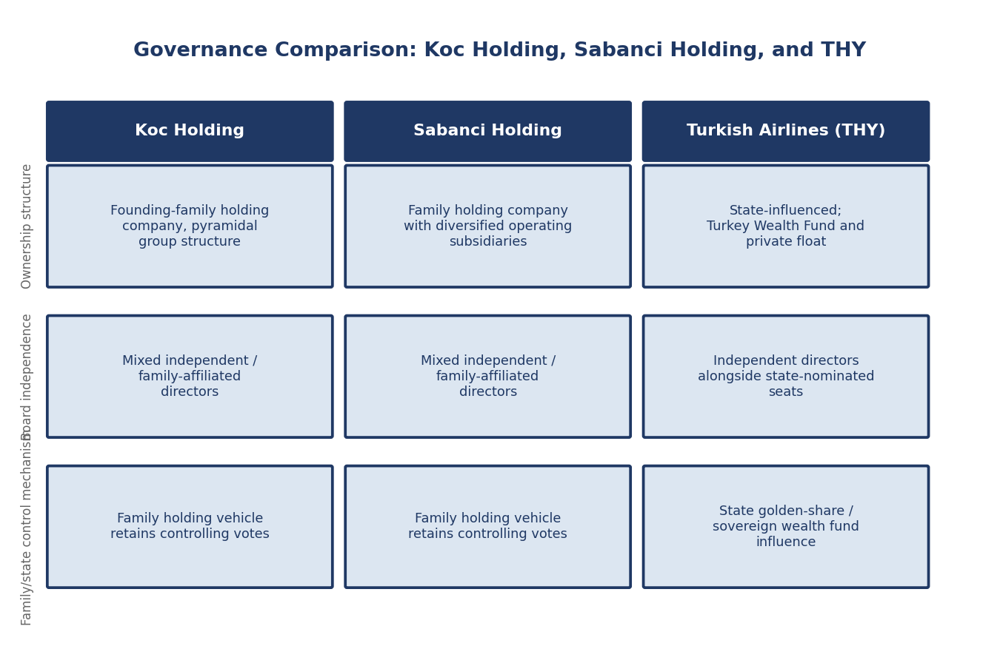 Governance Comparison: Koc Holding, Sabanci Holding, and THY
Koc Holding
Sabanci Holding
Turkish Airlines (THY)
Ownership structure
Founding-family holding
company, pyramidal
group structure
Family holding company
with diversified operating
subsidiaries
State-influenced;
Turkey Wealth Fund and
private float
Board independence
Mixed independent /
family-affiliated
directors
Mixed independent /
family-affiliated
directors
Independent directors
alongside state-nominated
seats
Family/state control mechanism
Family holding vehicle
retains controlling votes
Family holding vehicle
retains controlling votes
State golden-share /
sovereign wealth fund
influence